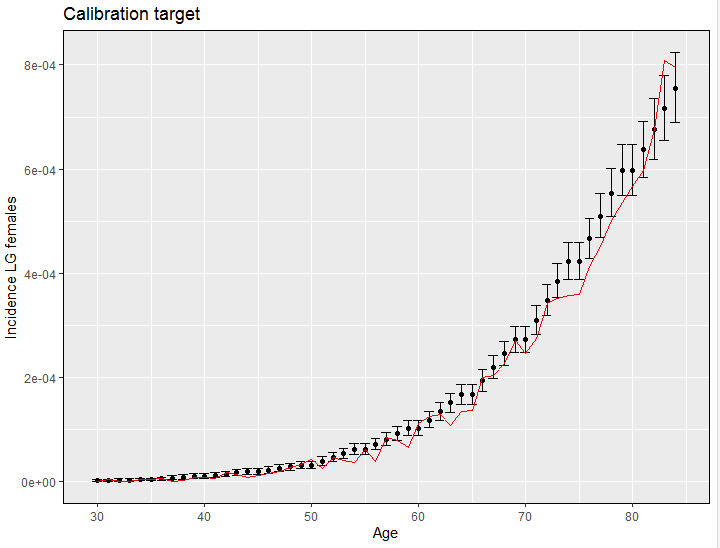 Calibration target
Incidence LG females
8e-04
6e-04
4e-04
2e-04
0e+00
30 40 50 60 70 80
Age